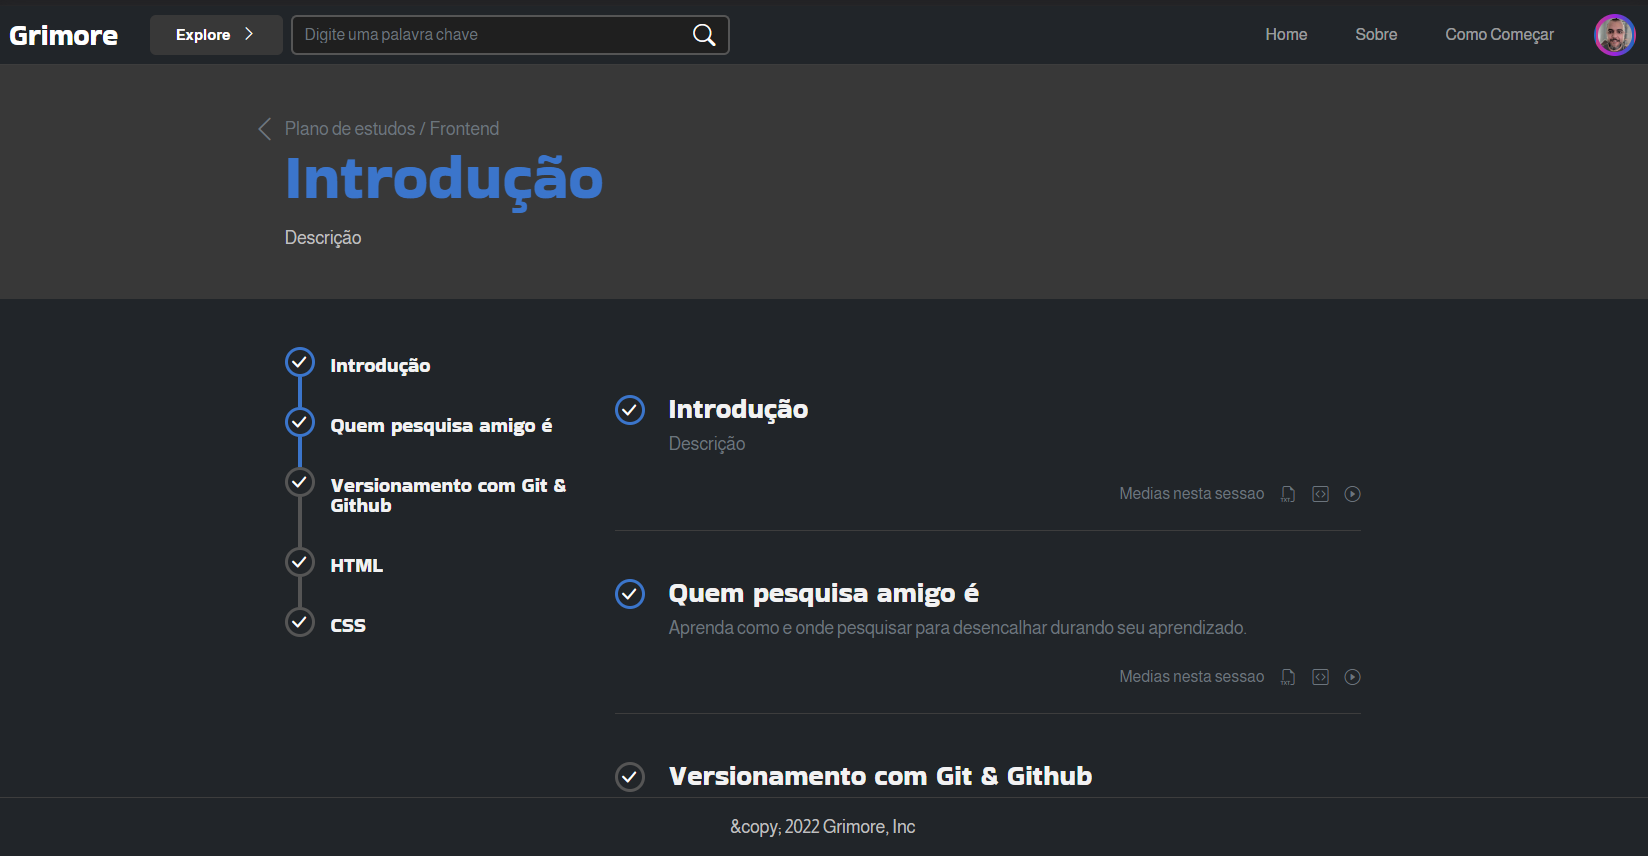 Grimore
Explore
Digite uma palavra chave
Home
Sobre
Como Começar
Plano de estudos / Frontend
Introdução
Descrição
Introdução
Quem pesquisa amigo é
Versionamento com Git &
Github
HTML
CSS
Introdução
Descrição
Medias nesta sessao
TXT
Quem pesquisa amigo é
Aprenda como e onde pesquisar para desencalhar durando seu aprendizado.
Medias nesta sessao
TXT
Versionamento com Git & Github
&copy; 2022 Grimore, Inc